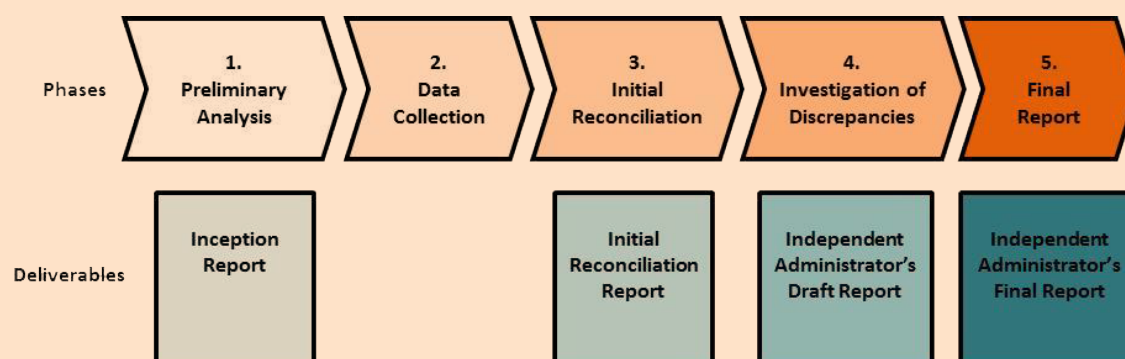 Phases
1.
Preliminary
Analysis
2.
Data
Collection
3.
Initial
Reconciliation
4.
Investigation of
Discrepancies
5.
Final
Report
Deliverables
Inception
Report
Initial
Reconciliation
Report
Independent
Administrator's
Draft Report
Independent
Administrator's
Final Report